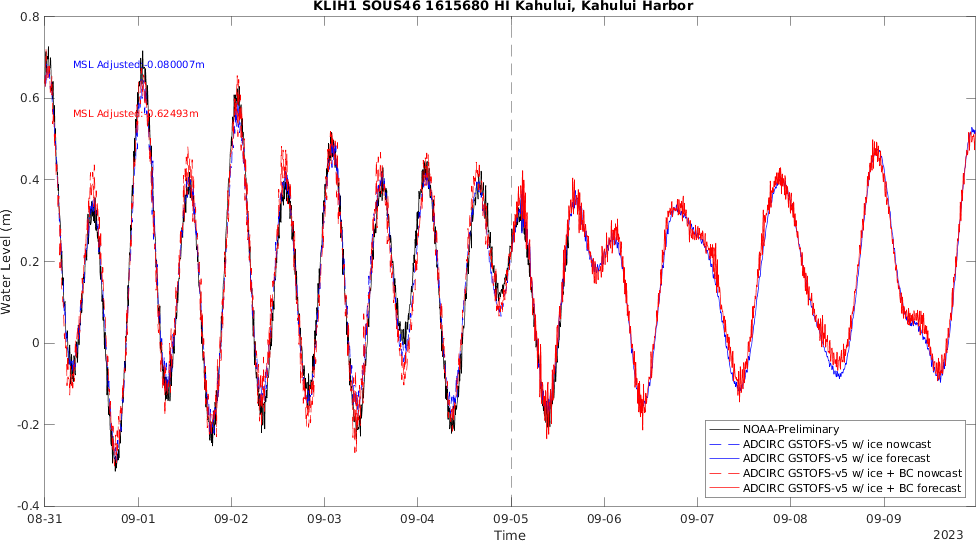 KLIH1 SOUS46 1615680 HI Kahului, Kahului Harbor
0.8
0.6
0.4
0.2
0
-0.2
-0.4
Water Level (m)
MSL Adjusted -0.080007m
MSL Adjusted -0.62493m
NOAA-Preliminary
ADCIRC GSTOFS-v5 w/ ice nowcast
ADCIRC GSTOFS-v5 w/ ice forecast
ADCIRC GSTOFS-v5 w/ ice + BC nowcast
ADCIRC GSTOFS-v5 w/ ice + BC forecast
08-31 09-01 09-02 09-03 09-04 09-05 09-06 09-07 09-08 09-09
Time
2023